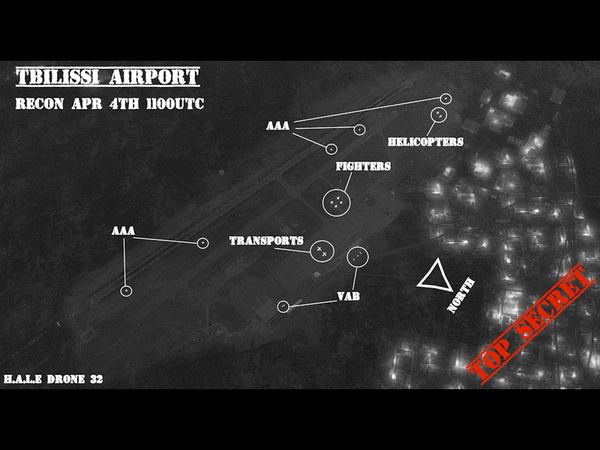 TBILISSI AIRPORT
RECON APR 4TH 1100UTC
AAA
HELICOPTERS
FIGHTERS
AAA
TRANSPORTS
VAB
NORTH
TOP SECRET
H.A.L.E DRONE 32